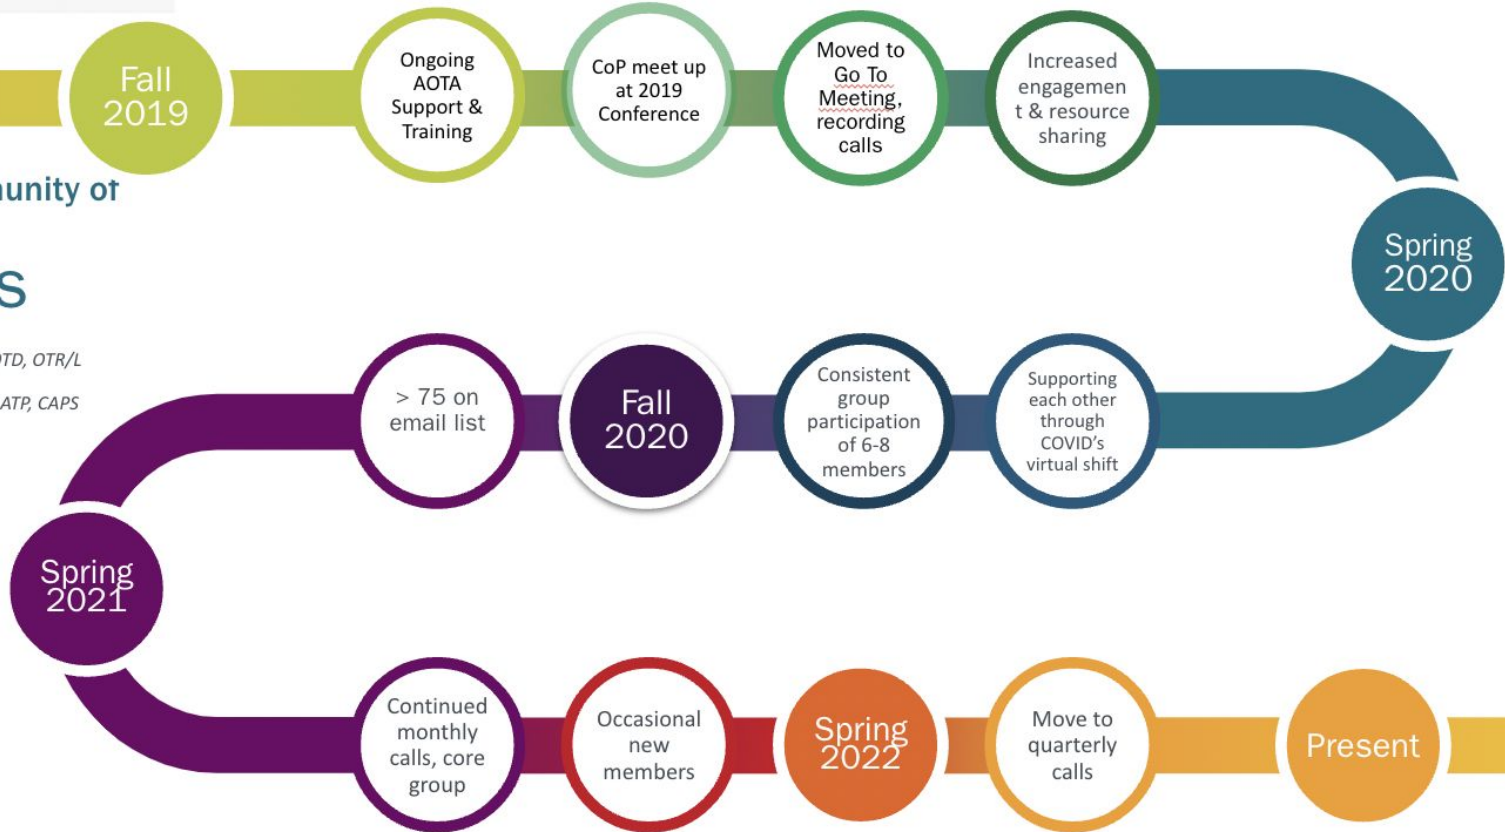 Fall
2019
Ongoing
AOTA
Support &
Training
CoP meet up
at 2019
Conference
Moved to
Go To
Meeting,
recording
calls
Increased
engagemen
t & resource
sharing
unity of
S
OTD, OTR/L
ATP, CAPS
Spring
2020
Supporting
each other
through
COVID's
virtual shift
Consistent
group
participation
of 6-8
members
Fall
2020
> 75 on
email list
Spring
2021
Continued
monthly
calls, core
group
Occasional
new
members
Spring
2022
Move to
quarterly
calls
Present